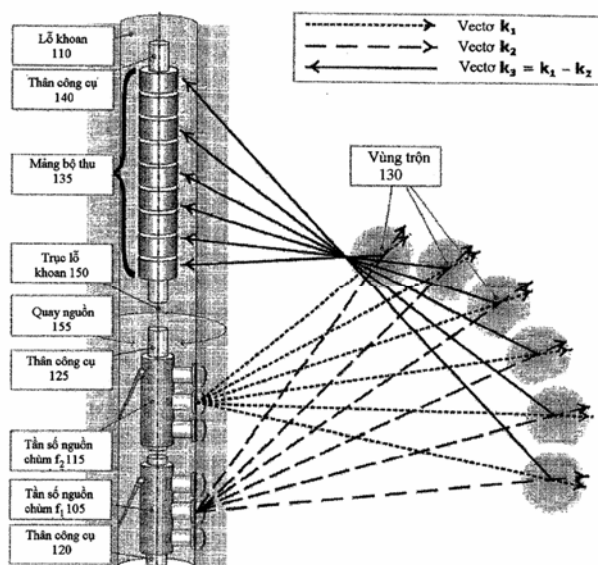 Lỗ khoan
110
Thân công cụ
140
Mảng bộ thu
135
Trục lỗ
khoan 150
Quay nguồn
155
Thân công cụ
125
Tần số nguồn
chùm f₂ 115
Tần số nguồn
chùm f₁ 105
Thân công cụ
120
Vectơ k₁
Vectơ k₂
Vectơ k₃ = k₁ - k₂
Vùng trộn
130